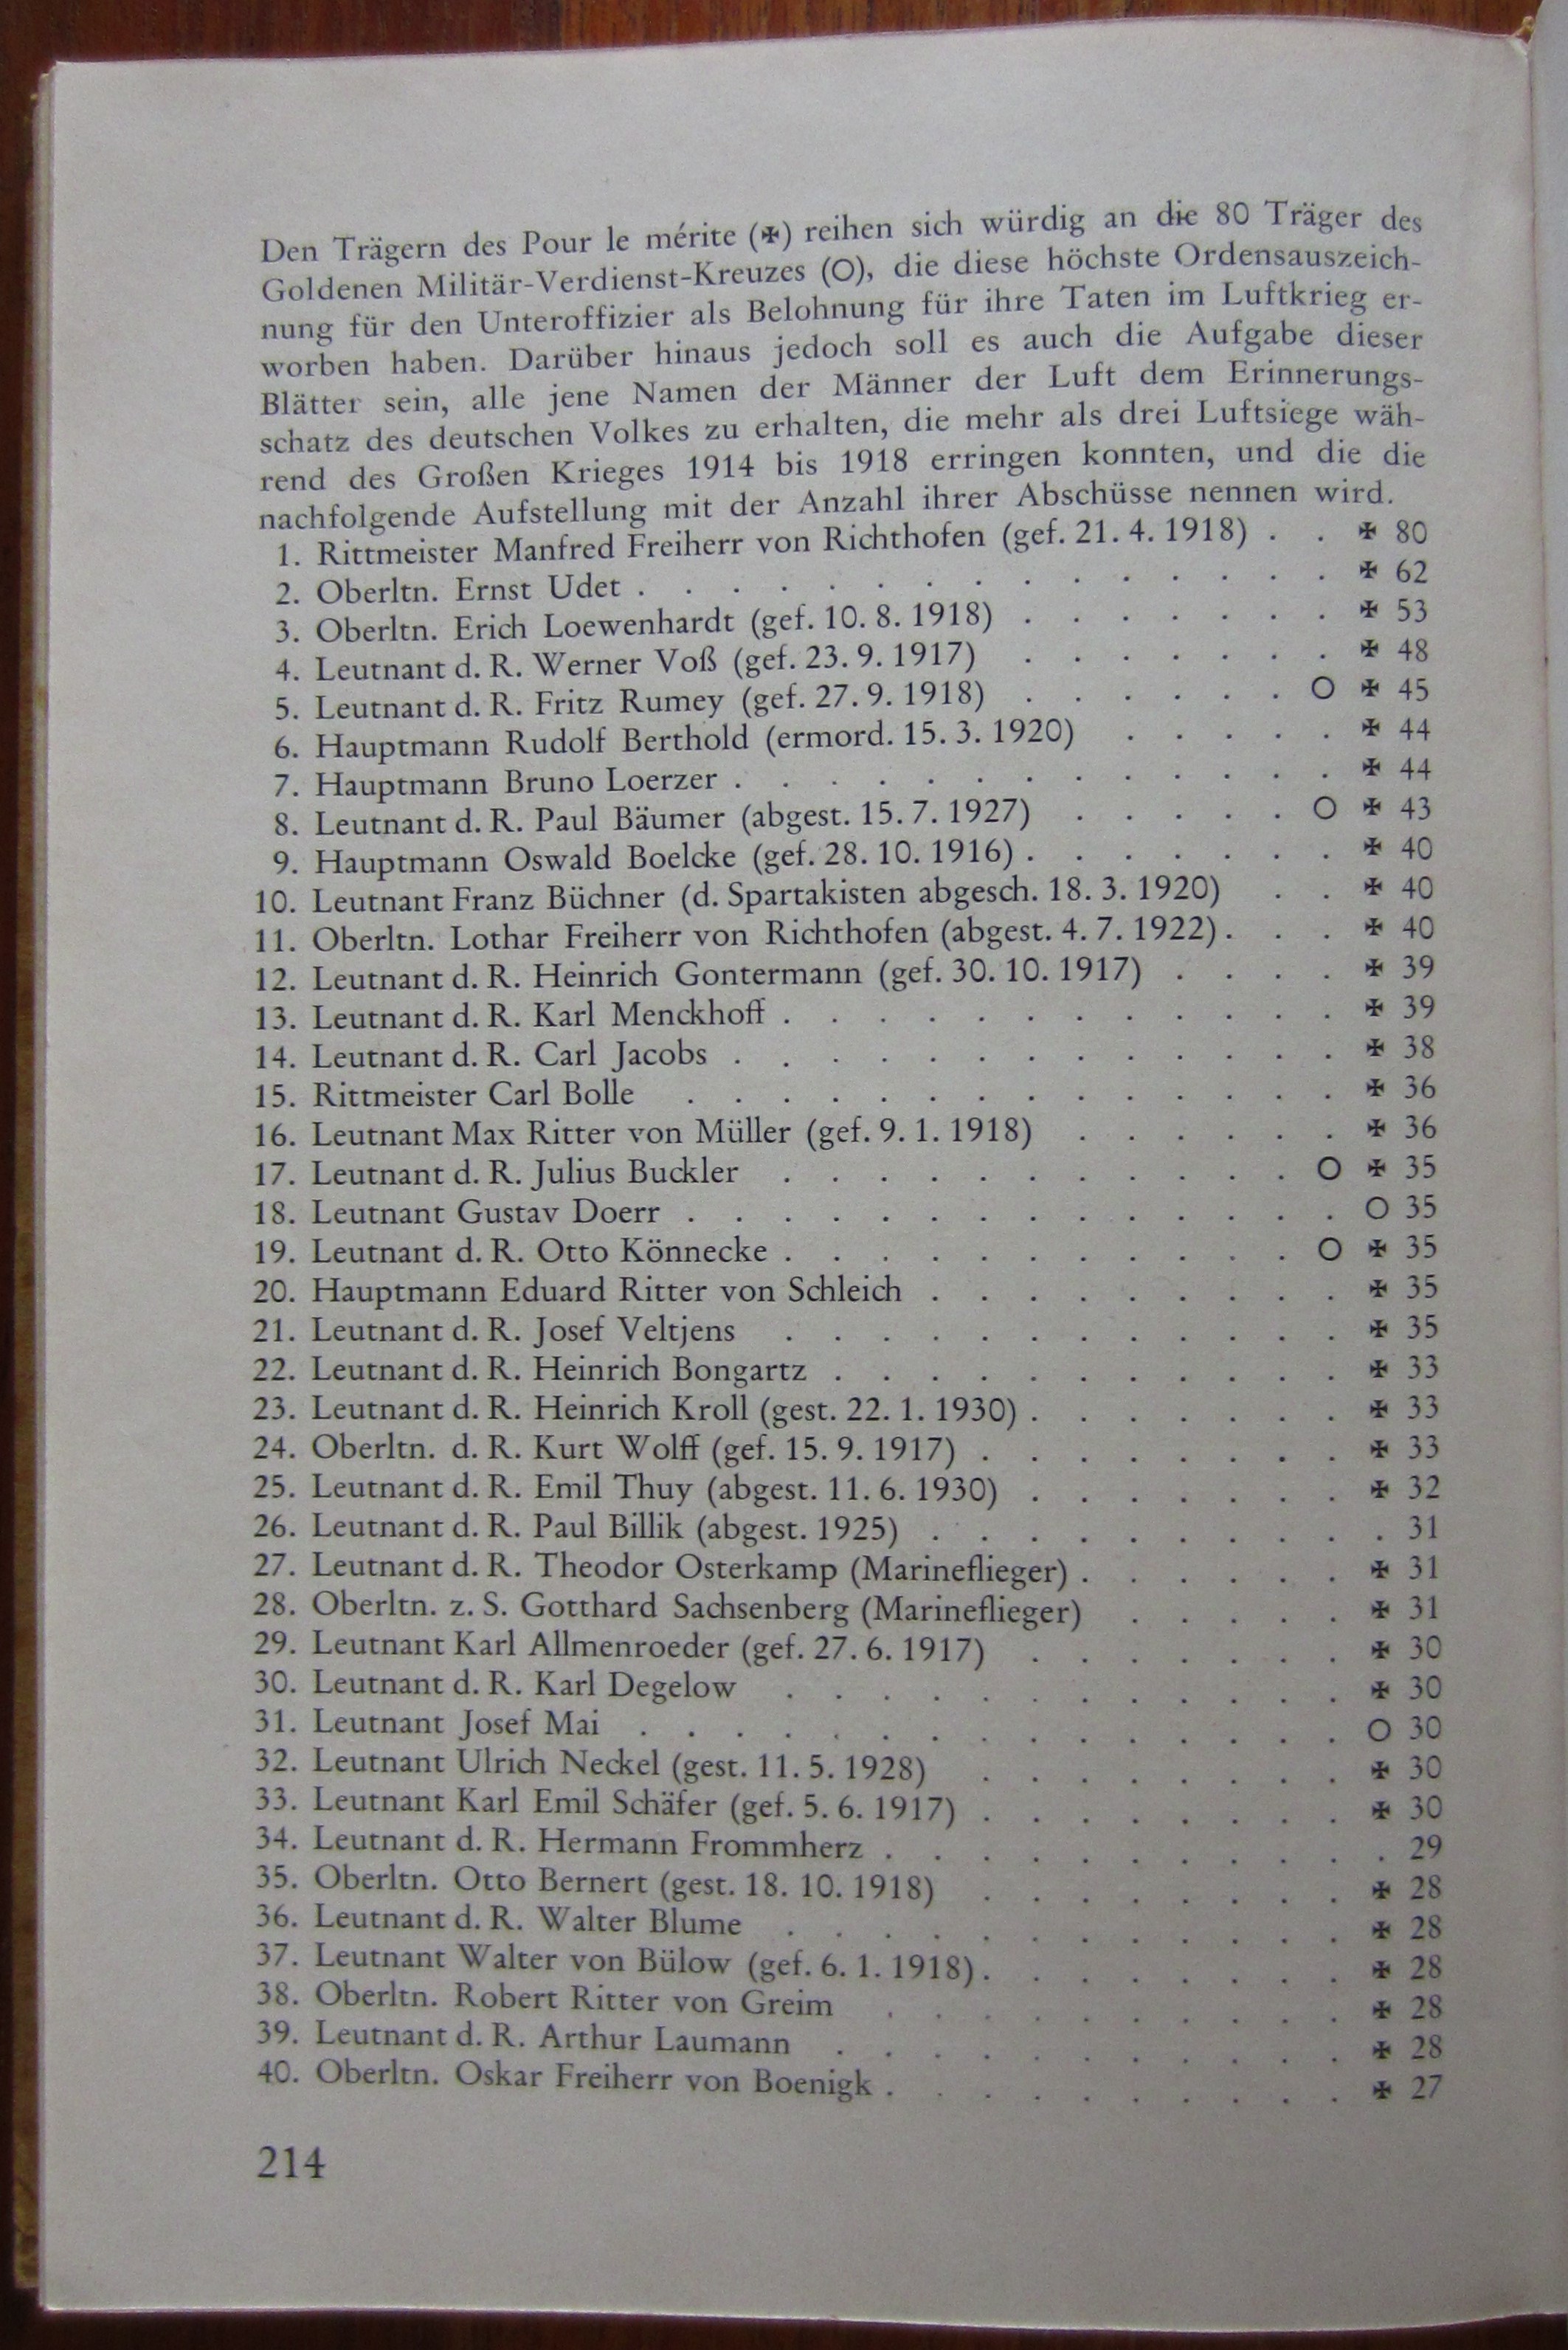 Den Trägern des Pour le mérite (✠) reihen sich würdig an die 80 Träger des
Goldenen Militär-Verdienst-Kreuzes (O), die diese höchste Ordensauszeich-
nung für den Unteroffizier als Belohnung für ihre Taten im Luftkrieg er-
worben haben. Darüber hinaus jedoch soll es auch die Aufgabe dieser
Blätter sein, alle jene Namen der Männer der Luft dem Erinnerungs-
schatz des deutschen Volkes zu erhalten, die mehr als drei Luftsiege wäh-
rend des Großen Krieges 1914 bis 1918 erringen konnten, und die die
nachfolgende Aufstellung mit der Anzahl ihrer Abschüsse nennen wird.
1. Rittmeister Manfred Freiherr von Richthofen (gef. 21. 4. 1918) . . ✠ 80
2. Oberltn. Ernst Udet . . . . . . . . . . . . . . . ✠ 62
3. Oberltn. Erich Loewenhardt (gef. 10. 8. 1918) . . . . . . . ✠ 53
4. Leutnant d. R. Werner Voß (gef. 23. 9. 1917) . . . . . . . ✠ 48
5. Leutnant d. R. Fritz Rumey (gef. 27. 9. 1918) . . . . . . O ✠ 45
6. Hauptmann Rudolf Berthold (ermord. 15. 3. 1920) . . . . . ✠ 44
7. Hauptmann Bruno Loerzer . . . . . . . . . . . . . ✠ 44
8. Leutnant d. R. Paul Bäumer (abgest. 15. 7. 1927) . . . . . O ✠ 43
9. Hauptmann Oswald Boelcke (gef. 28. 10. 1916) . . . . . . . ✠ 40
10. Leutnant Franz Büchner (d. Spartakisten abgesch. 18. 3. 1920) . . ✠ 40
11. Oberltn. Lothar Freiherr von Richthofen (abgest. 4. 7. 1922) . . . ✠ 40
12. Leutnant d. R. Heinrich Gontermann (gef. 30. 10. 1917) . . . . ✠ 39
13. Leutnant d. R. Karl Menckhoff . . . . . . . . . . . . ✠ 39
14. Leutnant d. R. Carl Jacobs . . . . . . . . . . . . . ✠ 38
15. Rittmeister Carl Bolle . . . . . . . . . . . . . . ✠ 36
16. Leutnant Max Ritter von Müller (gef. 9. 1. 1918) . . . . . . ✠ 36
17. Leutnant d. R. Julius Buckler . . . . . . . . . . . O ✠ 35
18. Leutnant Gustav Doerr . . . . . . . . . . . . . . O 35
19. Leutnant d. R. Otto Könnecke . . . . . . . . . . . O ✠ 35
20. Hauptmann Eduard Ritter von Schleich . . . . . . . . . ✠ 35
21. Leutnant d. R. Josef Veltjens . . . . . . . . . . . . ✠ 35
22. Leutnant d. R. Heinrich Bongartz . . . . . . . . . . . ✠ 33
23. Leutnant d. R. Heinrich Kroll (gest. 22. 1. 1930) . . . . . . . ✠ 33
24. Oberltn. d. R. Kurt Wolff (gef. 15. 9. 1917) . . . . . . . . ✠ 33
25. Leutnant d. R. Emil Thuy (abgest. 11. 6. 1930) . . . . . . . ✠ 32
26. Leutnant d. R. Paul Billik (abgest. 1925) . . . . . . . . . . 31
27. Leutnant d. R. Theodor Osterkamp (Marineflieger) . . . . . . ✠ 31
28. Oberltn. z. S. Gotthard Sachsenberg (Marineflieger) . . . . . ✠ 31
29. Leutnant Karl Allmenroeder (gef. 27. 6. 1917) . . . . . . . ✠ 30
30. Leutnant d. R. Karl Degelow . . . . . . . . . . . . ✠ 30
31. Leutnant Josef Mai . . . . . . . . . . . . . . . O 30
32. Leutnant Ulrich Neckel (gest. 11. 5. 1928) . . . . . . . . ✠ 30
33. Leutnant Karl Emil Schäfer (gef. 5. 6. 1917) . . . . . . . . ✠ 30
34. Leutnant d. R. Hermann Frommherz . . . . . . . . . . . 29
35. Oberltn. Otto Bernert (gest. 18. 10. 1918) . . . . . . . . ✠ 28
36. Leutnant d. R. Walter Blume . . . . . . . . . . . . ✠ 28
37. Leutnant Walter von Bülow (gef. 6. 1. 1918) . . . . . . . . ✠ 28
38. Oberltn. Robert Ritter von Greim . . . . . . . . . . ✠ 28
39. Leutnant d. R. Arthur Laumann . . . . . . . . . . . ✠ 28
40. Oberltn. Oskar Freiherr von Boenigk . . . . . . . . . . ✠ 27
214